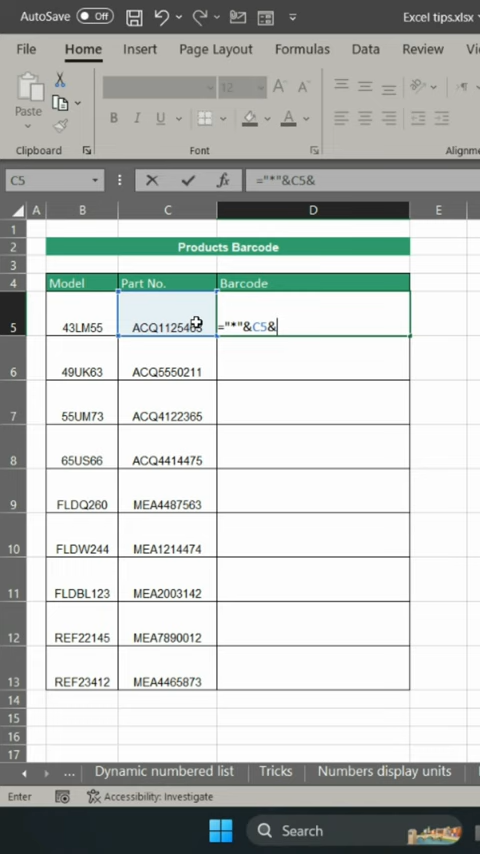 AutoSave Off Excel tips.xlsx
File Home Insert Page Layout Formulas Data Review
12 A A
Paste B I U A
Clipboard Font
C5 fx ="*"&C5&
A B C D E
1
2 Products Barcode
3
4 Model Part No. Barcode
5 43LM55 ="*"&C5&
6 49UK63 ACQ5550211
7 55UM73 ACQ4122365
8 65US66 ACQ4414475
9 FLDQ260 MEA4487563
10 FLDW244 MEA1214474
11 FLDBL123 MEA2003142
12 REF22145 MEA7890012
13 REF23412 MEA4465873
14
15
16
17
... Dynamic numbered list Tricks Numbers display units
Enter Accessibility: Investigate
Search